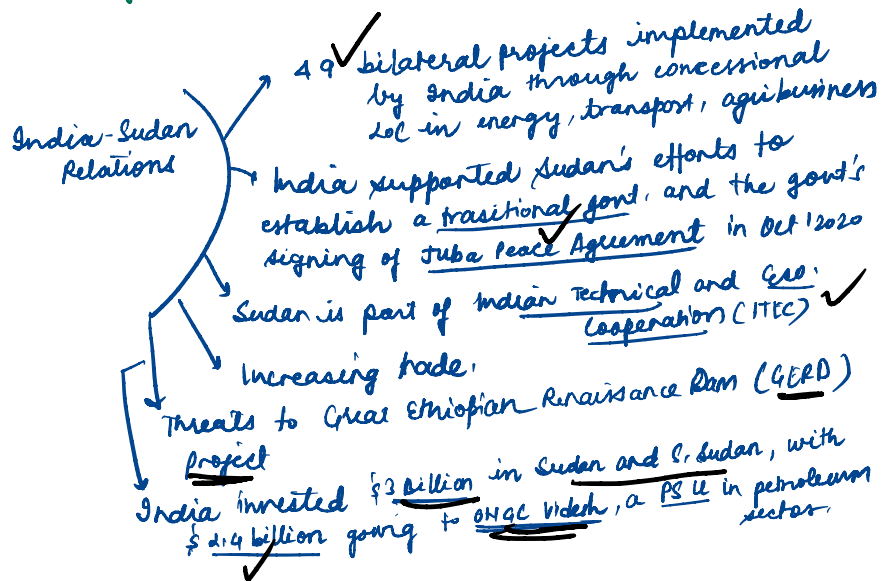 India-Sudan
Relations
49 bilateral projects implemented
by India through concessional
LoC in energy, transport, agribusiness
India supported Sudan's efforts to
establish a trasitional govt. and the govt's
signing of Juba Peace Agreement in Oct'2020
Sudan is part of Indian Technical and Eco.
Cooperation (ITEC)
Increasing trade.
Threats to Great Ethiopian Renaissance Dam (GERD)
Project
India invested $3 Billion in Sudan and S. Sudan, with
$ 2.4 billion going to ONGC Videsh, a PSU in petroleum
sector.